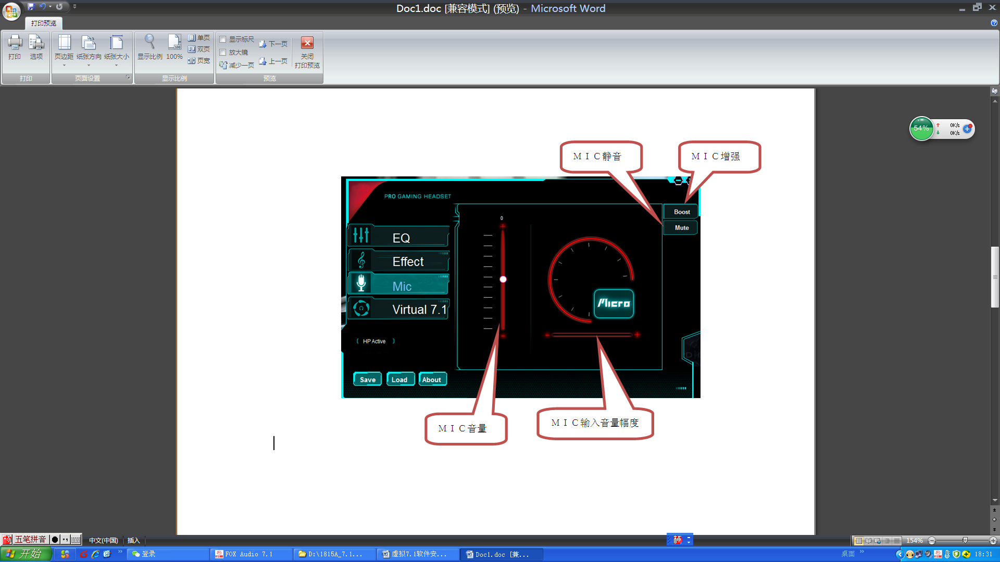 Doc1.doc [兼容模式] (预览) - Microsoft Word
打印预览
打印
选项
页边距
纸张方向
纸张大小
显示比例
100%
单页
双页
页宽
显示标尺
放大镜
减少一页
下一页
上一页
关闭
打印预览
打印
页面设置
显示比例
预览
54%
0K/s
0K/s
ＭＩＣ静音
ＭＩＣ增强
PRO GAMING HEADSET
Boost
Mute
0
EQ
Effect
Mic
Virtual 7.1
Micro
HP Active
Save
Load
About
ＭＩＣ音量
ＭＩＣ输入音量幅度
五笔拼音
中文(中国)
插入
154%
开始
登录
FOX Audio 7.1
D:\1815A_7.1...
虚拟7.1软件安...
Doc1.doc [兼...
桌面
18:31